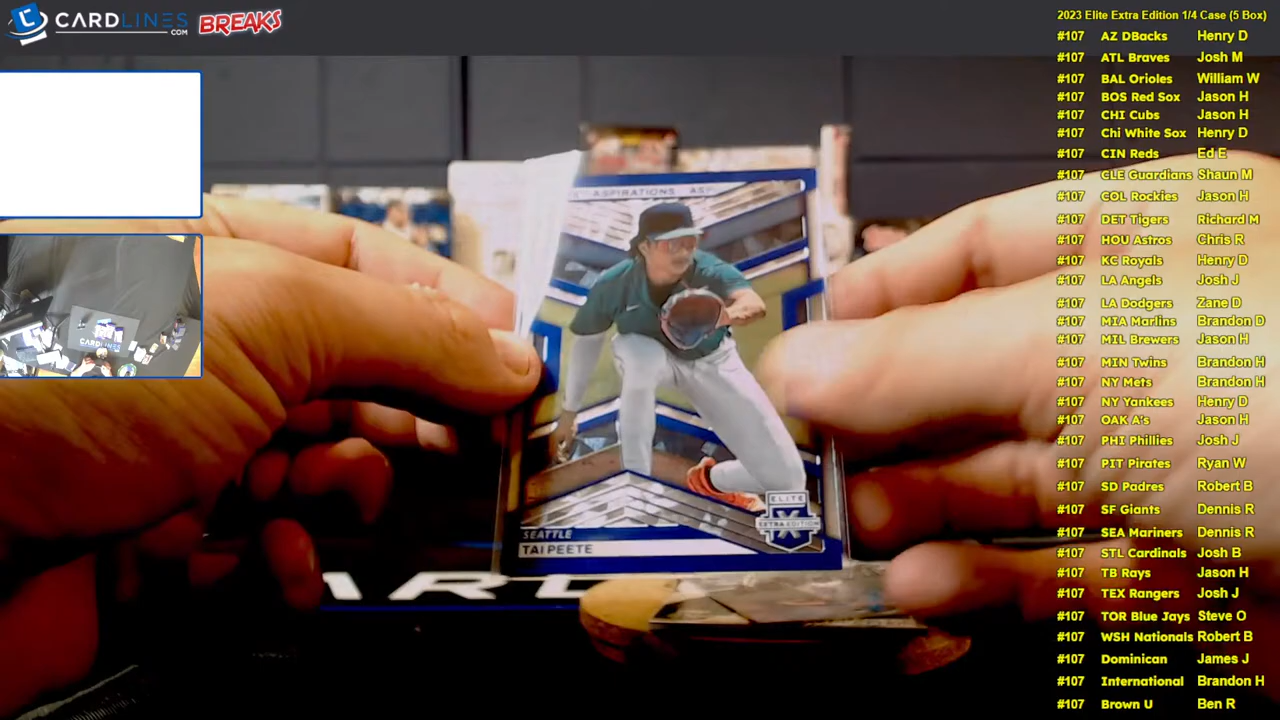 CARDLINES
.COM
BREAKS
2023 Elite Extra Edition 1/4 Case (5 Box)
#107 AZ DBacks Henry D
#107 ATL Braves Josh M
#107 BAL Orioles William W
#107 BOS Red Sox Jason H
#107 CHI Cubs Jason H
#107 Chi White Sox Henry D
#107 CIN Reds Ed E
#107 CLE Guardians Shaun M
#107 COL Rockies Jason H
#107 DET Tigers Richard M
#107 HOU Astros Chris R
#107 KC Royals Henry D
#107 LA Angels Josh J
#107 LA Dodgers Zane D
#107 MIA Marlins Brandon D
#107 MIL Brewers Jason H
#107 MIN Twins Brandon H
#107 NY Mets Brandon H
#107 NY Yankees Henry D
#107 OAK A's Jason H
#107 PHI Phillies Josh J
#107 PIT Pirates Ryan W
#107 SD Padres Robert B
#107 SF Giants Dennis R
#107 SEA Mariners Dennis R
#107 STL Cardinals Josh B
#107 TB Rays Jason H
#107 TEX Rangers Josh J
#107 TOR Blue Jays Steve O
#107 WSH Nationals Robert B
#107 Dominican James J
#107 International Brandon H
#107 Brown U Ben R
ASPIRATIONS ASP
ELITE
X
EXTRA EDITION
SEATTLE
TAI PEETE
ARDL
CARDLINES